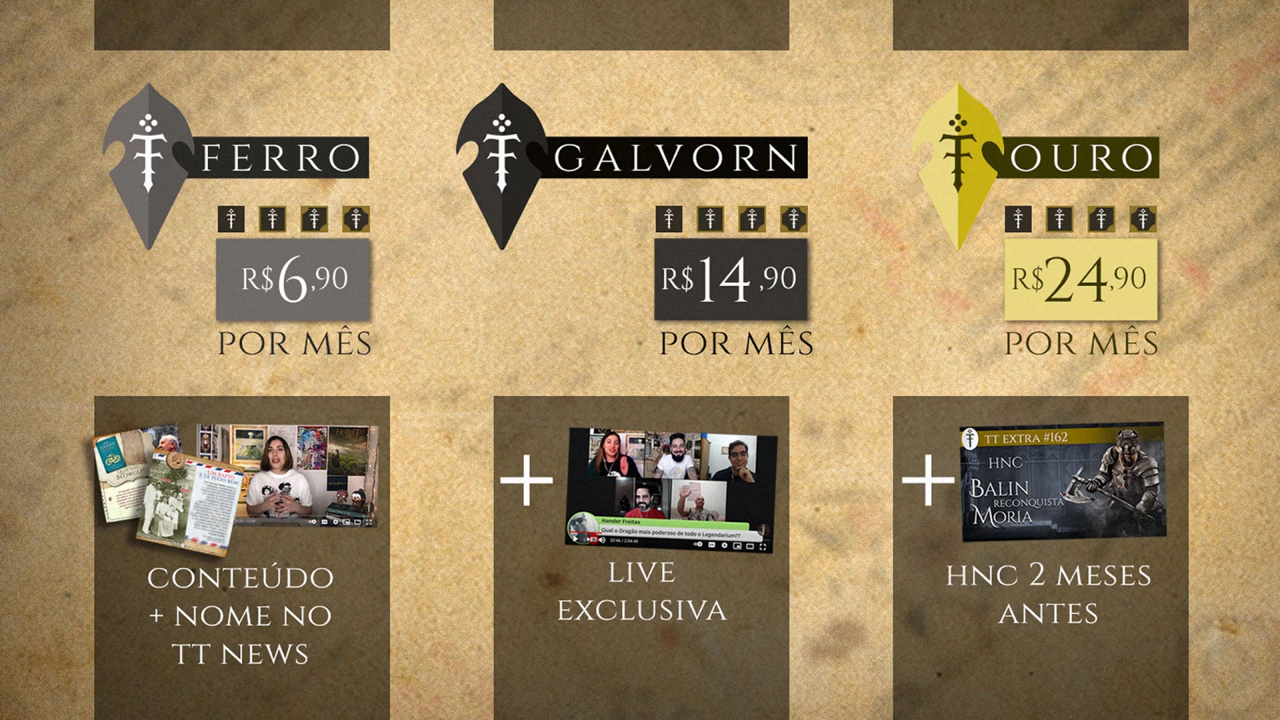 FERRO
R$6,90
POR MÊS
GALVORN
R$14,90
POR MÊS
OURO
R$24,90
POR MÊS
CONTEÚDO
+ NOME NO
TT NEWS
+
Hander Freitas
Qual o Dragão mais poderoso de todo o Legendarium??
LIVE
EXCLUSIVA
+
TT EXTRA #162
HNC
BALIN
RECONQUISTA
MORIA
HNC 2 MESES
ANTES